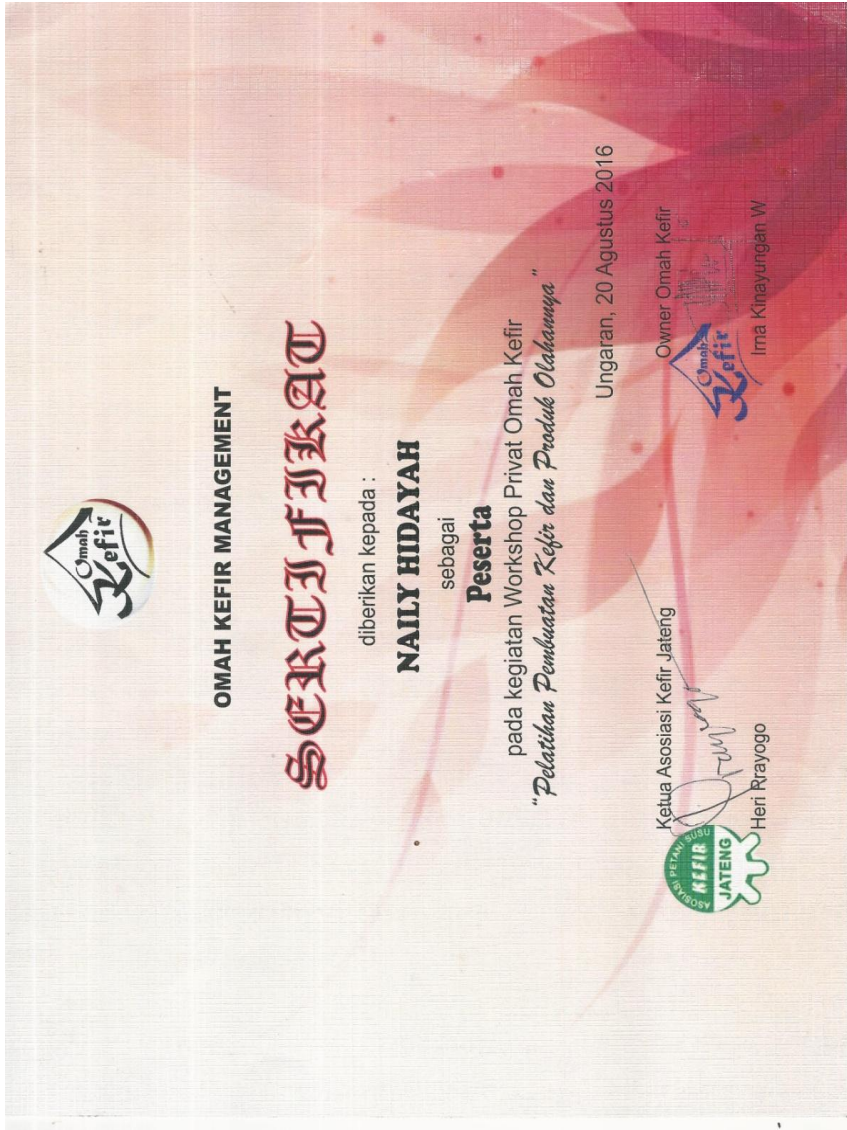 Omah
Kefir
OMAH KEFIR MANAGEMENT
SERTIFIKAT
diberikan kepada :
NAILY HIDAYAH
sebagai
Peserta
pada kegiatan Workshop Privat Omah Kefir
"Pelatihan Pembuatan Kefir dan Produk Olahannya"
Ungaran, 20 Agustus 2016
Ketua Asosiasi Kefir Jateng
ASOSIASI PETANI SUSU
KEFIR
JATENG
Heri Rrayogo
Owner Omah Kefir
Omah
Kefir
Irna Kinayungan W